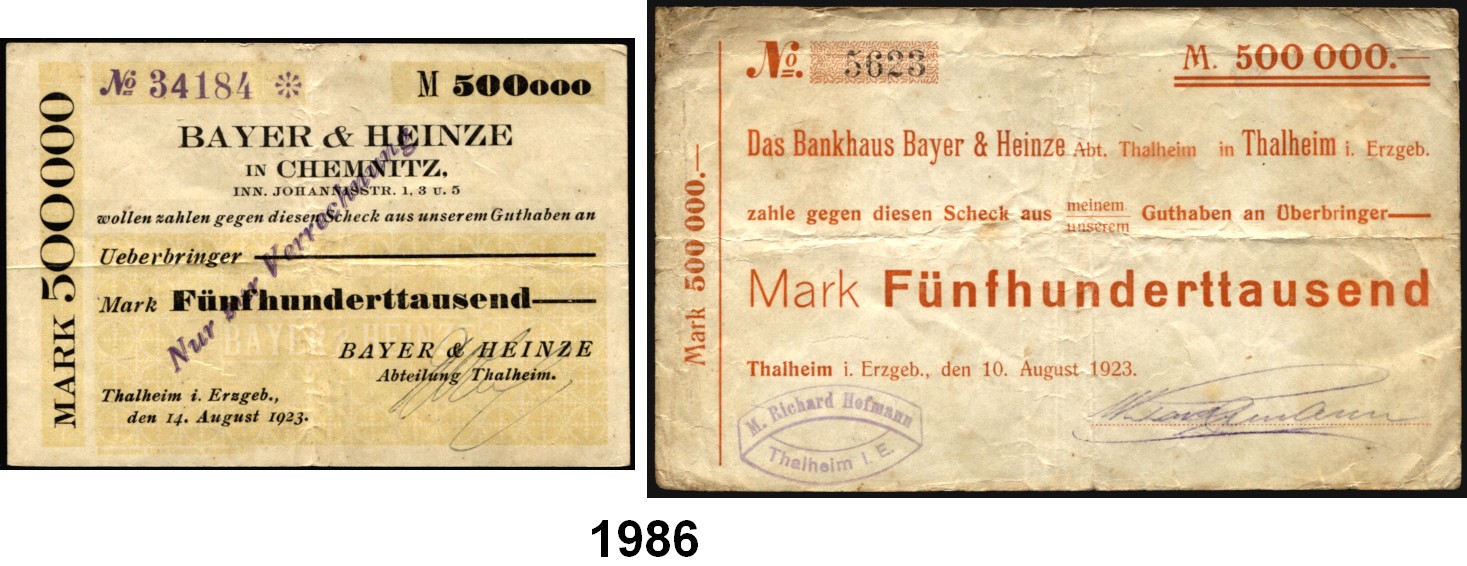 MARK 500000
№ 34184 *
M 500000
BAYER & HEINZE
IN CHEMNITZ,
INN. JOHANNISSTR. 1, 3 U. 5
wollen zahlen gegen diesen Scheck aus unserem Guthaben an
Ueberbringer
Mark Fünfhunderttausend
BAYER & HEINZE
BAYER & HEINZE
Abteilung Thalheim.
Thalheim i. Erzgeb.,
den 14. August 1923.
Nur zur Verrechnung
Mark 500 000.—
No. 5623
M. 500 000.—
Das Bankhaus Bayer & Heinze Abt. Thalheim in Thalheim i. Erzgeb.
zahle gegen diesen Scheck aus meinem unserem Guthaben an Überbringer—
Mark Fünfhunderttausend
Thalheim i. Erzgeb., den 10. August 1923.
M. Richard Hofmann
Thalheim i. E.
1986